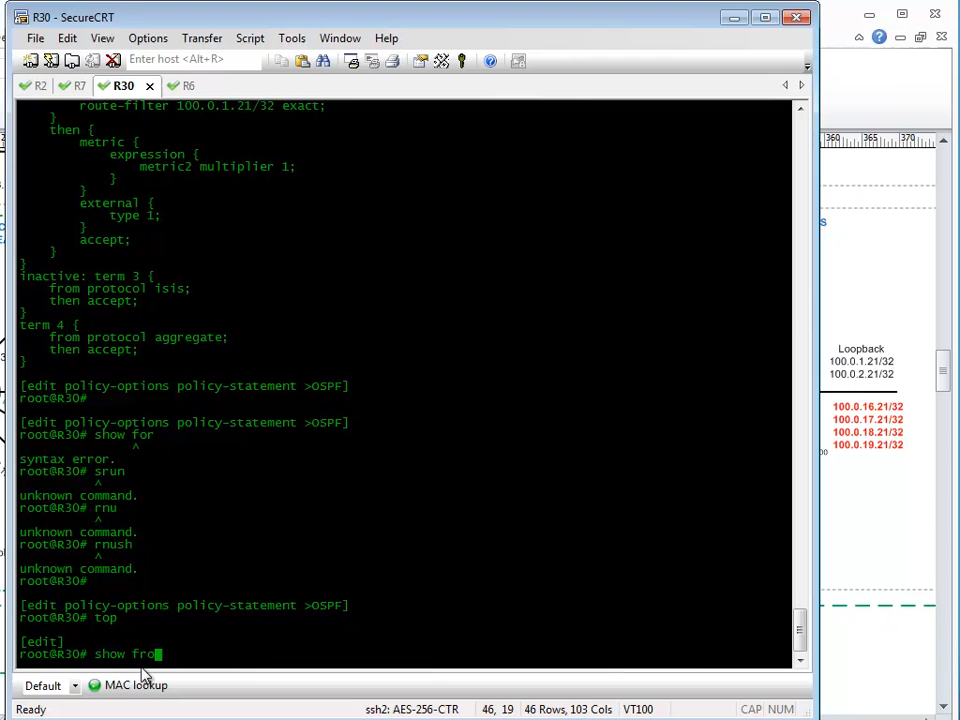 R30 - SecureCRT
File Edit View Options Transfer Script Tools Window Help
Enter host <Alt+R>
R2 R7 R30 R6
route-filter 100.0.1.21/32 exact;
}
then {
metric {
expression {
metric2 multiplier 1;
}
}
external {
type 1;
}
accept;
}
}
inactive: term 3 {
from protocol isis;
then accept;
}
term 4 {
from protocol aggregate;
then accept;
}
[edit policy-options policy-statement >OSPF]
root@R30#
[edit policy-options policy-statement >OSPF]
root@R30# show for
^
syntax error.
root@R30# srun
^
unknown command.
root@R30# rnu
^
unknown command.
root@R30# rnush
^
unknown command.
root@R30#
[edit policy-options policy-statement >OSPF]
root@R30# top
[edit]
root@R30# show fro
Default MAC lookup
Ready ssh2: AES-256-CTR 46, 19 46 Rows, 103 Cols VT100 CAP NUM
360 365 370
Loopback
100.0.1.21/32
100.0.2.21/32
100.0.16.21/32
100.0.17.21/32
100.0.18.21/32
100.0.19.21/32